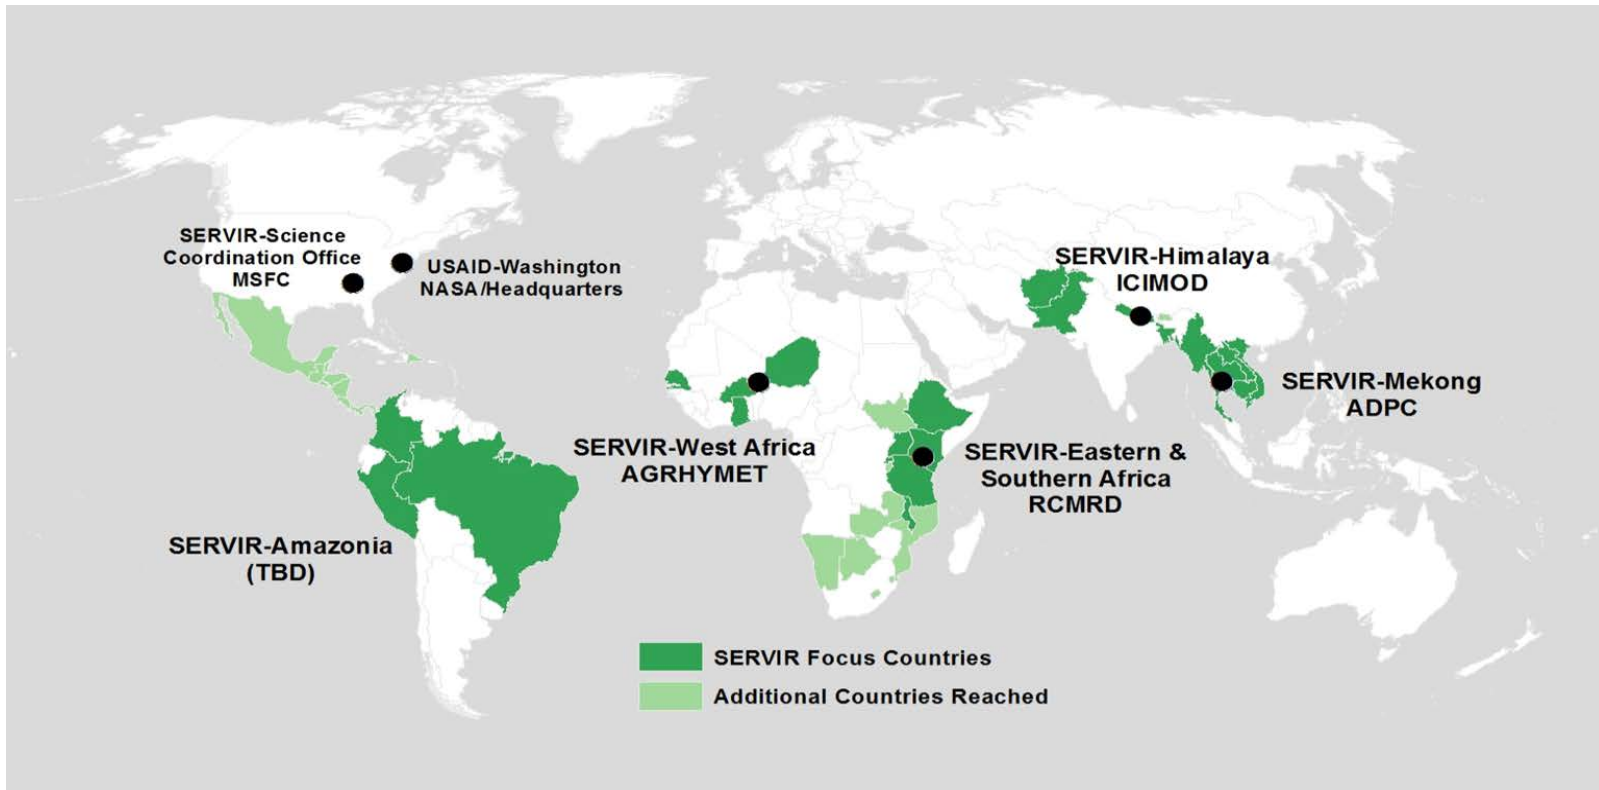 SERVIR-Science
Coordination Office
MSFC
USAID-Washington
NASA/Headquarters
SERVIR-Himalaya
ICIMOD
SERVIR-Mekong
ADPC
SERVIR-West Africa
AGRHYMET
SERVIR-Eastern &
Southern Africa
RCMRD
SERVIR-Amazonia
(TBD)
SERVIR Focus Countries
Additional Countries Reached